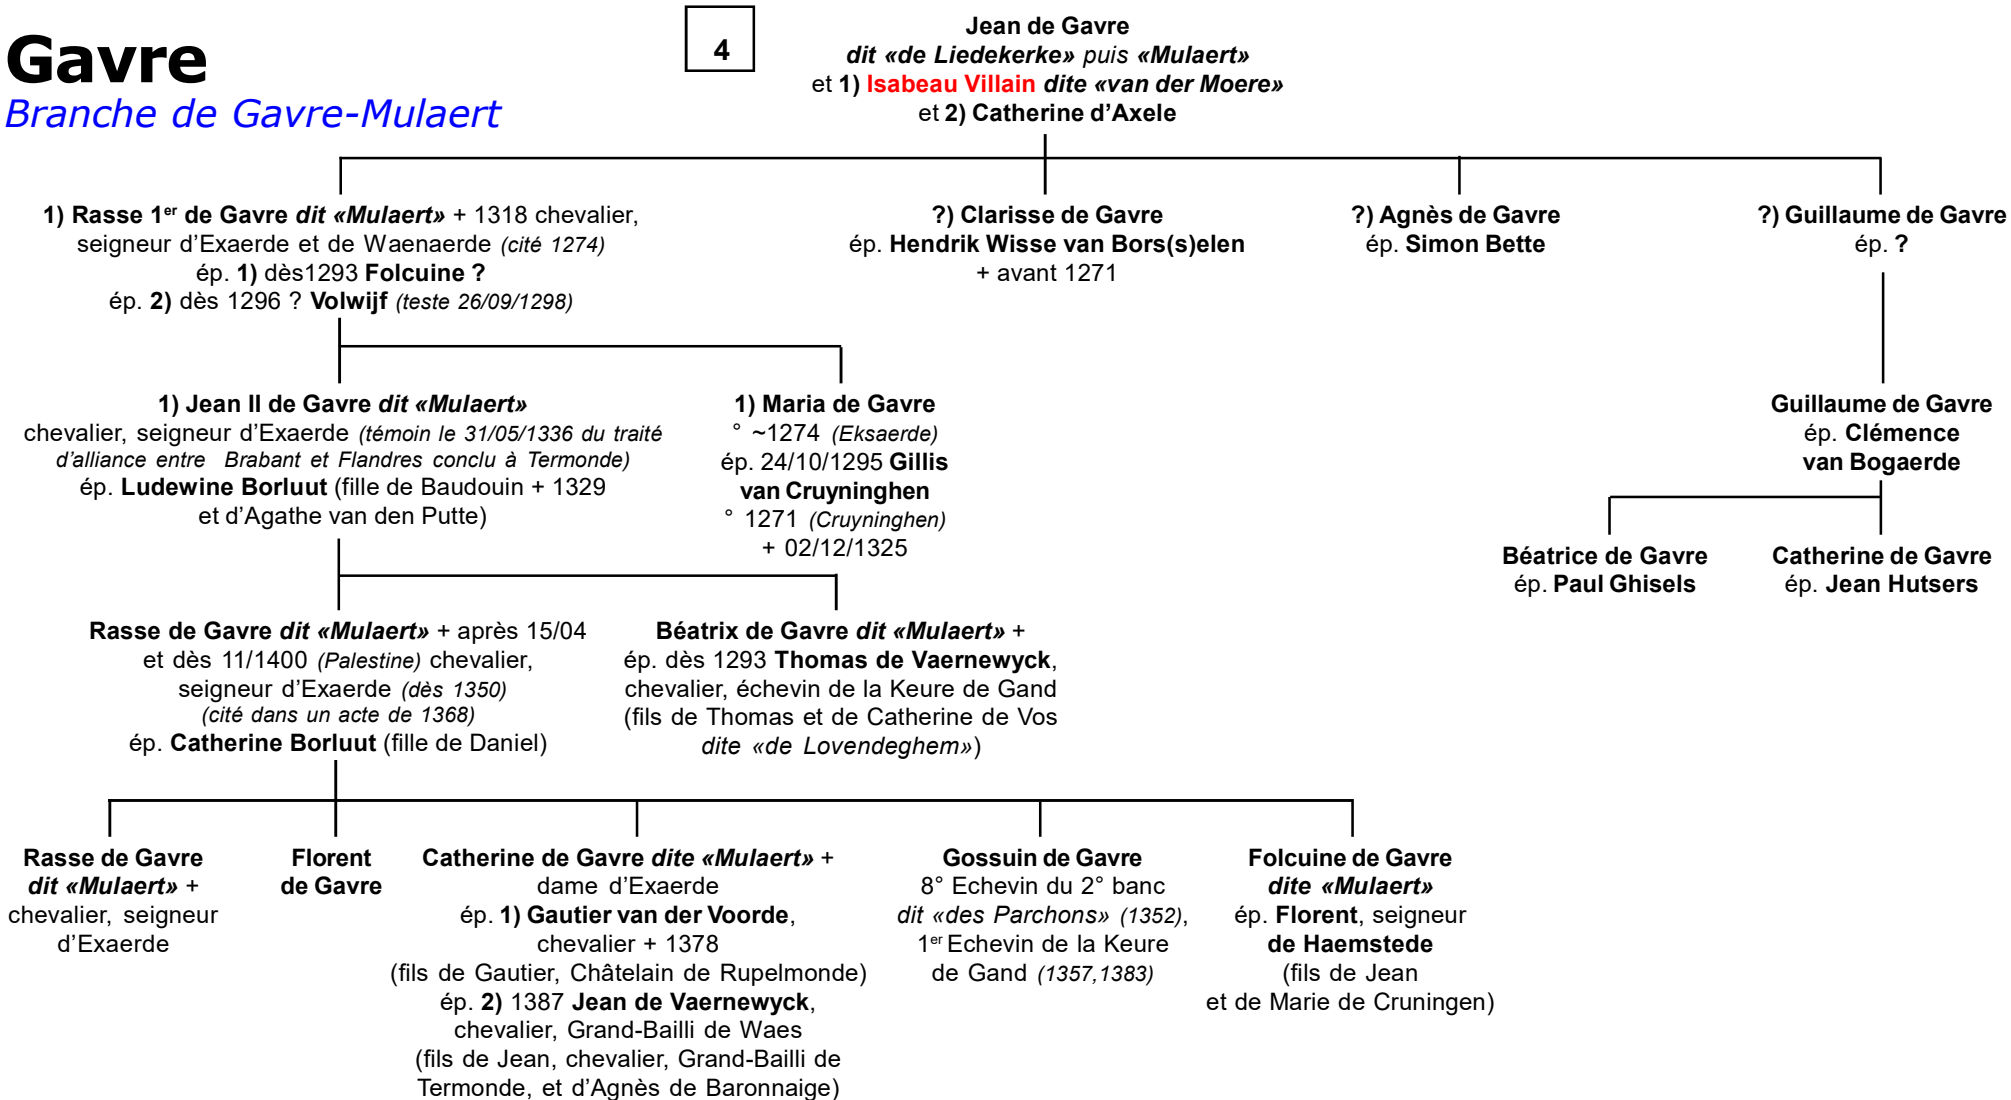 Gavre
Branche de Gavre-Mulaert
4
Jean de Gavre
dit «de Liedekerke» puis «Mulaert»
et 1) Isabeau Villain dite «van der Moere»
et 2) Catherine d'Axele
1) Rasse 1er de Gavre dit «Mulaert» + 1318 chevalier,
seigneur d'Exaerde et de Waenaerde (cité 1274)
ép. 1) dès1293 Folcuine ?
ép. 2) dès 1296 ? Volwijf (teste 26/09/1298)
?) Clarisse de Gavre
ép. Hendrik Wisse van Bors(s)elen
+ avant 1271
?) Agnès de Gavre
ép. Simon Bette
?) Guillaume de Gavre
ép. ?
1) Jean II de Gavre dit «Mulaert»
chevalier, seigneur d'Exaerde (témoin le 31/05/1336 du traité
d'alliance entre Brabant et Flandres conclu à Termonde)
ép. Ludewine Borluut (fille de Baudouin + 1329
et d'Agathe van den Putte)
1) Maria de Gavre
° ~1274 (Eksaerde)
ép. 24/10/1295 Gillis
van Cruyninghen
° 1271 (Cruyninghen)
+ 02/12/1325
Guillaume de Gavre
ép. Clémence
van Bogaerde
Béatrice de Gavre
ép. Paul Ghisels
Catherine de Gavre
ép. Jean Hutsers
Rasse de Gavre dit «Mulaert» + après 15/04
et dès 11/1400 (Palestine) chevalier,
seigneur d'Exaerde (dès 1350)
(cité dans un acte de 1368)
ép. Catherine Borluut (fille de Daniel)
Béatrix de Gavre dit «Mulaert» +
ép. dès 1293 Thomas de Vaernewyck,
chevalier, échevin de la Keure de Gand
(fils de Thomas et de Catherine de Vos
dite «de Lovendeghem»)
Rasse de Gavre
dit «Mulaert» +
chevalier, seigneur
d'Exaerde
Florent
de Gavre
Catherine de Gavre dite «Mulaert» +
dame d'Exaerde
ép. 1) Gautier van der Voorde,
chevalier + 1378
(fils de Gautier, Châtelain de Rupelmonde)
ép. 2) 1387 Jean de Vaernewyck,
chevalier, Grand-Bailli de Waes
(fils de Jean, chevalier, Grand-Bailli de
Termonde, et d'Agnès de Baronnaige)
Gossuin de Gavre
8° Echevin du 2° banc
dit «des Parchons» (1352),
1er Echevin de la Keure
de Gand (1357,1383)
Folcuine de Gavre
dite «Mulaert»
ép. Florent, seigneur
de Haemstede
(fils de Jean
et de Marie de Cruningen)